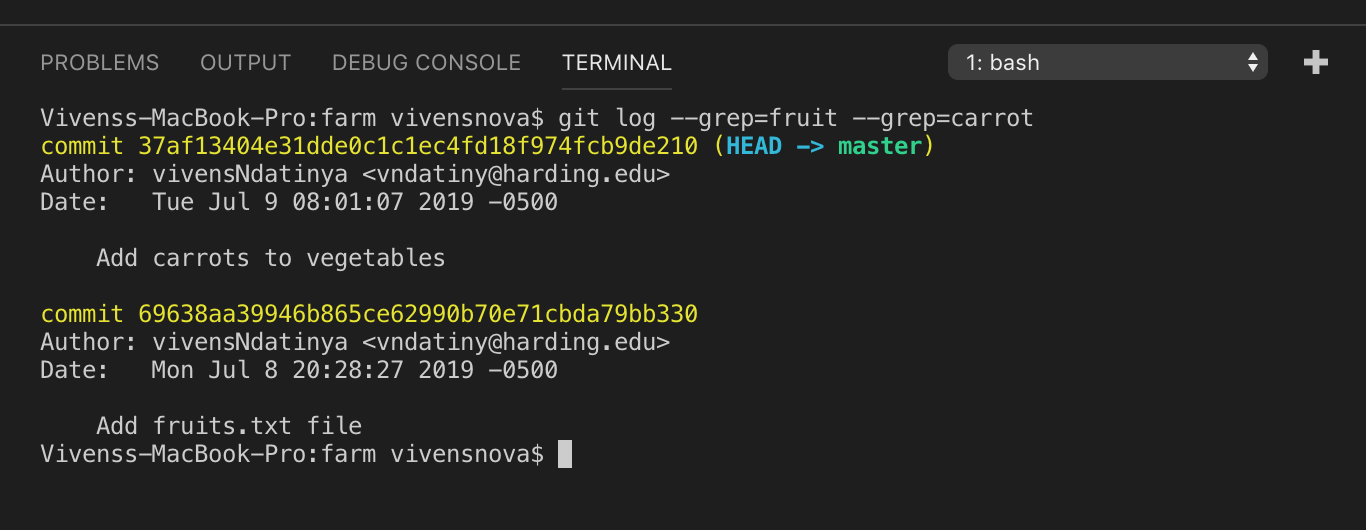 PROBLEMS OUTPUT DEBUG CONSOLE TERMINAL 1: bash
Vivenss-MacBook-Pro:farm vivensnova$ git log --grep=fruit --grep=carrot
commit 37af13404e31dde0c1c1ec4fd18f974fcb9de210 (HEAD -> master)
Author: vivensNdatinya <vndatiny@harding.edu>
Date:   Tue Jul 9 08:01:07 2019 -0500
    Add carrots to vegetables
commit 69638aa39946b865ce62990b70e71cbda79bb330
Author: vivensNdatinya <vndatiny@harding.edu>
Date:   Mon Jul 8 20:28:27 2019 -0500
    Add fruits.txt file
Vivenss-MacBook-Pro:farm vivensnova$